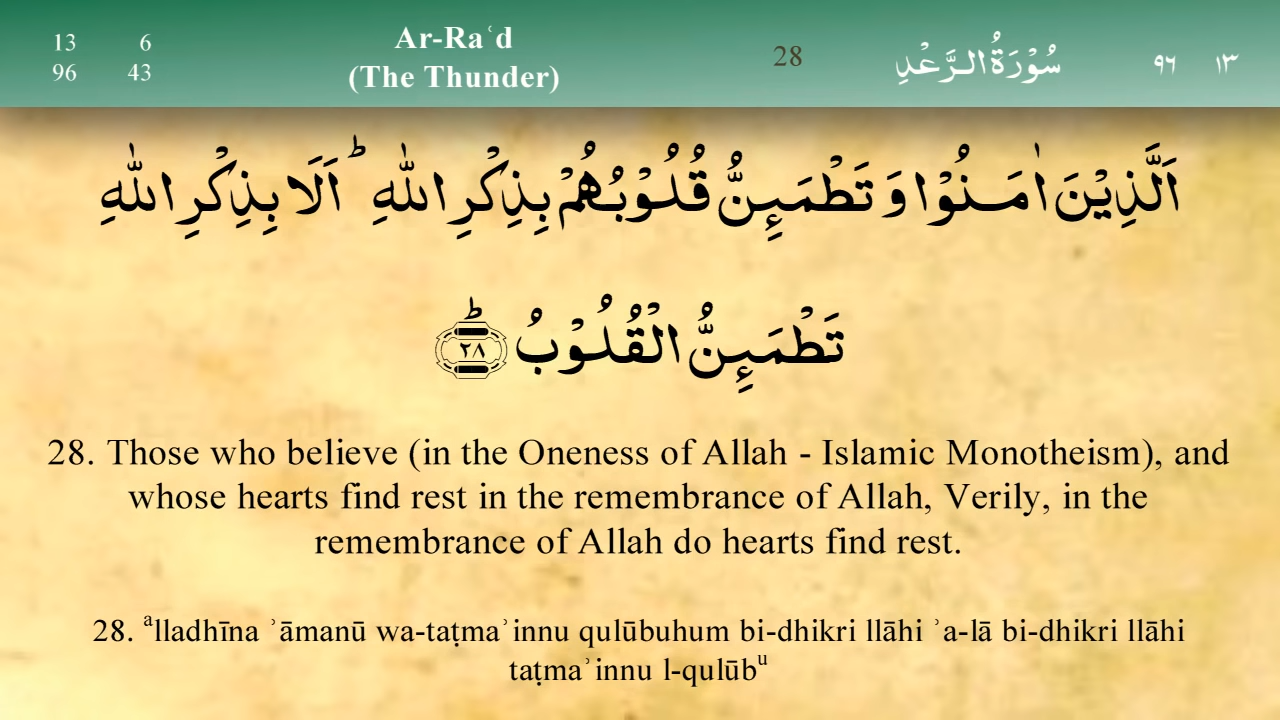 13 6
96 43
Ar-Raʿd
(The Thunder)
28
سُوْرَةُ الرَّعْدِ
٩٦ ١٣
اَلَّذِيْنَ اٰمَنُوْا وَ تَطْمَىِٕنُّ قُلُوْبُهُمْ بِذِكْرِ اللّٰهِ ؕ اَلَا بِذِكْرِ اللّٰهِ
تَطْمَىِٕنُّ الْقُلُوْبُ ؕ ٢٨
28. Those who believe (in the Oneness of Allah - Islamic Monotheism), and
whose hearts find rest in the remembrance of Allah, Verily, in the
remembrance of Allah do hearts find rest.
28. ᵃlladhīna ʾāmanū wa-taṭmaʾinnu qulūbuhum bi-dhikri llāhi ʾa-lā bi-dhikri llāhi
taṭmaʾinnu l-qulūbᵘ